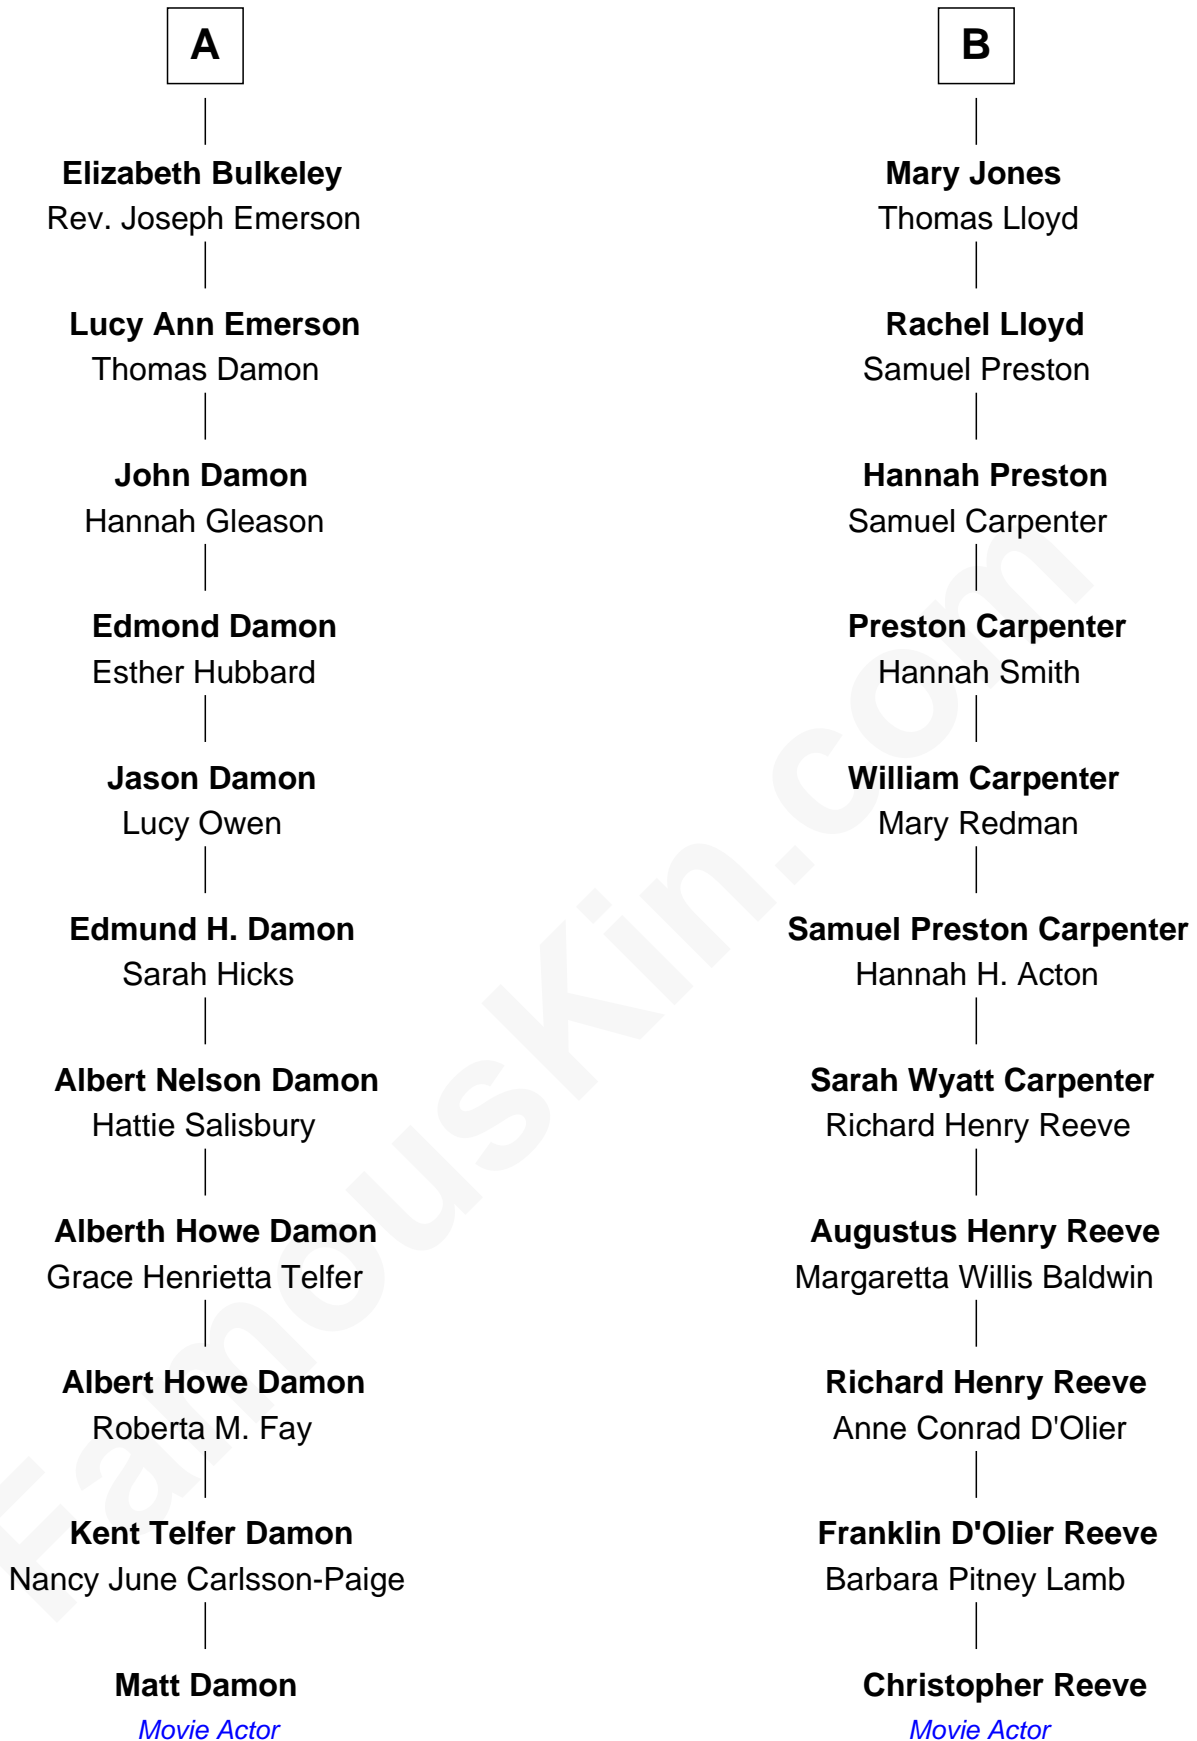 A
Elizabeth Bulkeley
Rev. Joseph Emerson
Lucy Ann Emerson
Thomas Damon
John Damon
Hannah Gleason
Edmond Damon
Esther Hubbard
Jason Damon
Lucy Owen
Edmund H. Damon
Sarah Hicks
Albert Nelson Damon
Hattie Salisbury
Alberth Howe Damon
Grace Henrietta Telfer
Albert Howe Damon
Roberta M. Fay
Kent Telfer Damon
Nancy June Carlsson-Paige
Matt Damon
Movie Actor
B
Mary Jones
Thomas Lloyd
Rachel Lloyd
Samuel Preston
Hannah Preston
Samuel Carpenter
Preston Carpenter
Hannah Smith
William Carpenter
Mary Redman
Samuel Preston Carpenter
Hannah H. Acton
Sarah Wyatt Carpenter
Richard Henry Reeve
Augustus Henry Reeve
Margaretta Willis Baldwin
Richard Henry Reeve
Anne Conrad D'Olier
Franklin D'Olier Reeve
Barbara Pitney Lamb
Christopher Reeve
Movie Actor
FamousKin.com